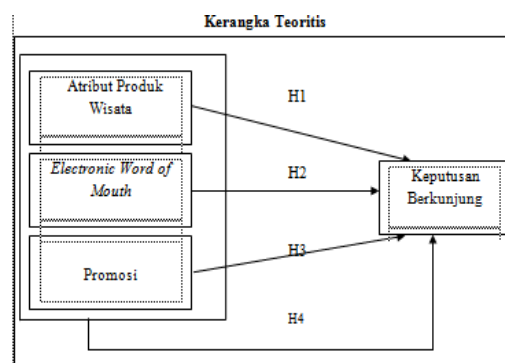 Kerangka Teoritis
Atribut Produk
Wisata
H1
Electronic Word of
Mouth
H2
Keputusan
Berkunjung
Promosi
H3
H4